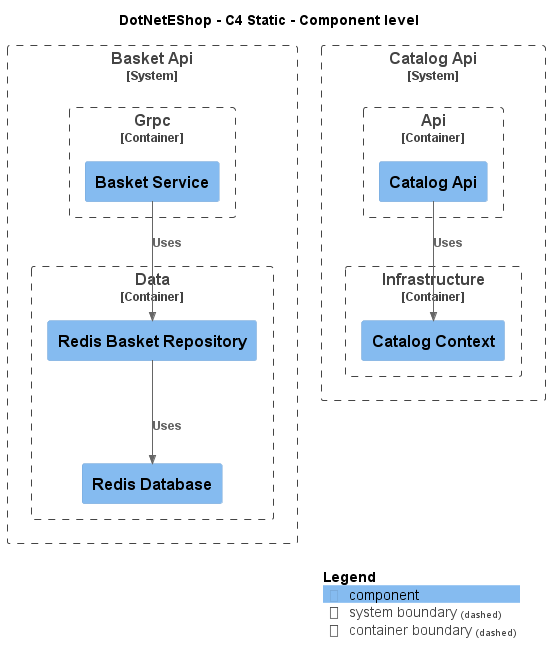 DotNetEShop - C4 Static - Component level
Basket Api
[System]
Grpc
[Container]
Basket Service
Uses
Data
[Container]
Redis Basket Repository
Uses
Redis Database
Catalog Api
[System]
Api
[Container]
Catalog Api
Uses
Infrastructure
[Container]
Catalog Context
Legend
component
system boundary (dashed)
container boundary (dashed)